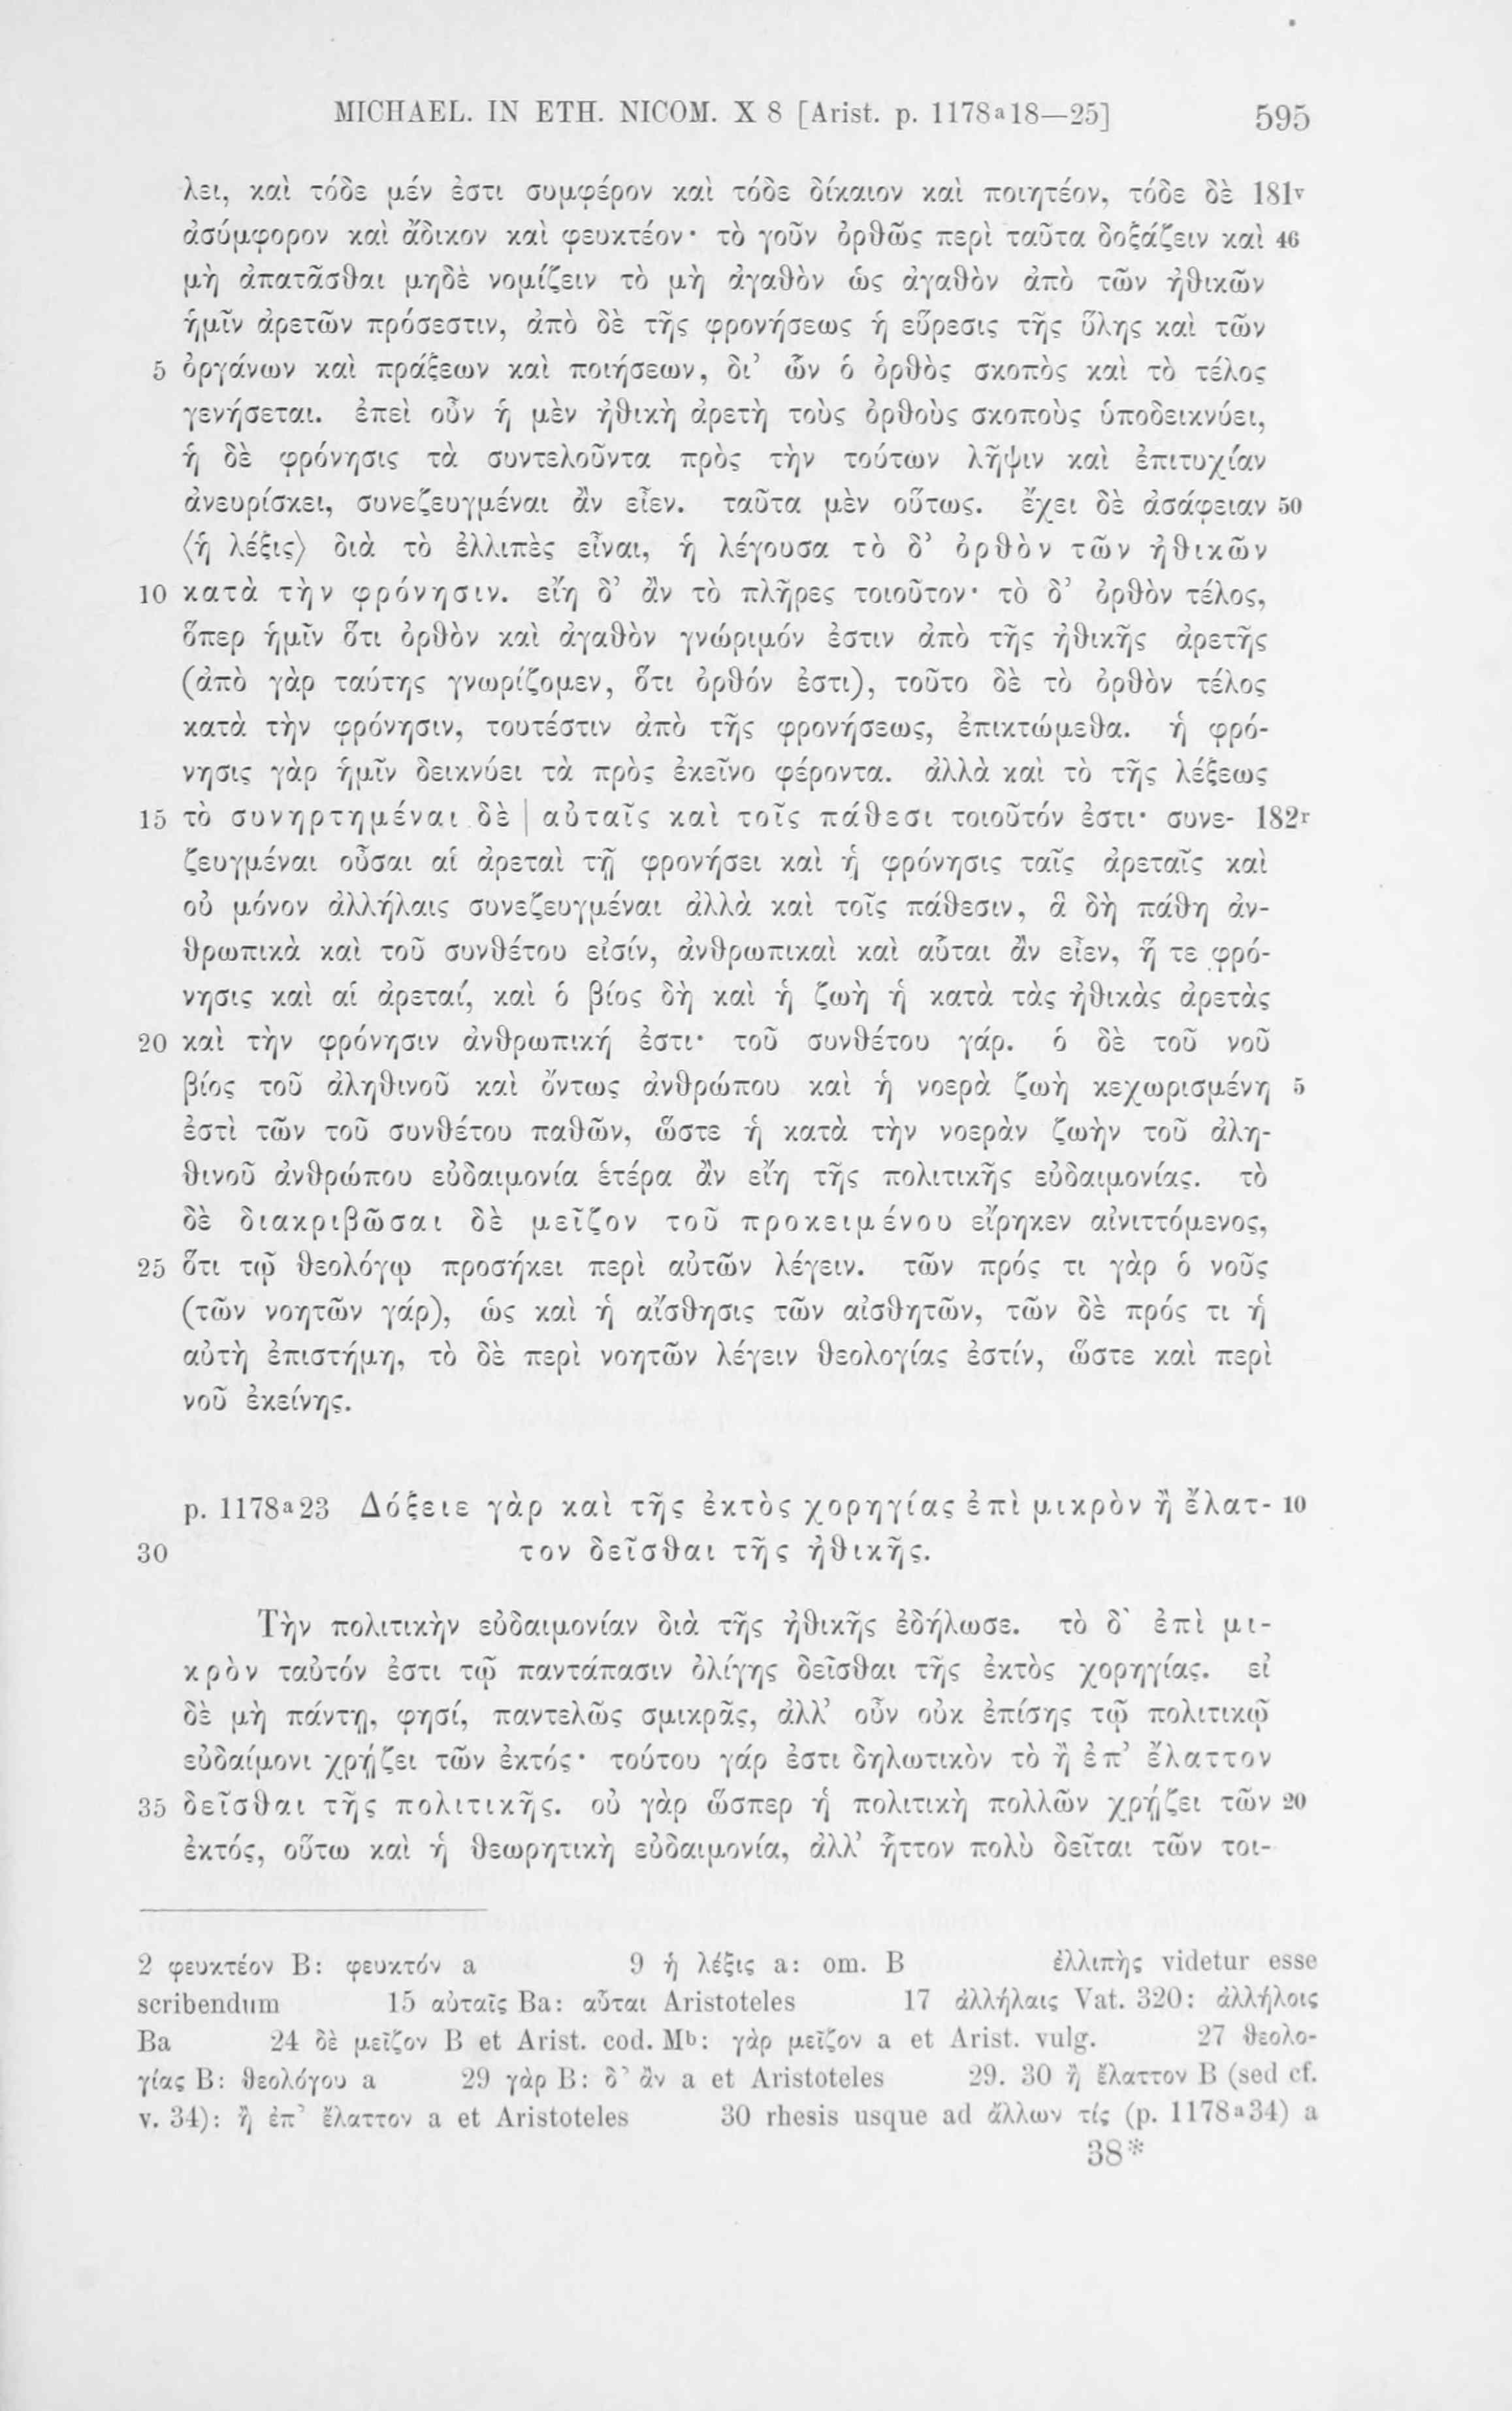 MICHAEL. IN ETH. NICOM. X 8 [Arist. p. 1178ᵃ18—25] 595
λει, καὶ τόδε μέν ἐστι συμφέρον καὶ τόδε δίκαιον καὶ ποιητέον, τόδε δὲ 181ᵛ
ἀσύμφορον καὶ ἄδικον καὶ φευκτέον· τὸ γοῦν ὀρθῶς περὶ ταῦτα δοξάζειν καὶ 46
μὴ ἀπατᾶσθαι μηδὲ νομίζειν τὸ μὴ ἀγαθὸν ὡς ἀγαθὸν ἀπὸ τῶν ἠθικῶν
ἡμῖν ἀρετῶν πρόσεστιν, ἀπὸ δὲ τῆς φρονήσεως ἡ εὕρεσις τῆς ὕλης καὶ τῶν
5 ὀργάνων καὶ πράξεων καὶ ποιήσεων, δι’ ὧν ὁ ὀρθὸς σκοπὸς καὶ τὸ τέλος
γενήσεται. ἐπεὶ οὖν ἡ μὲν ἠθικὴ ἀρετὴ τοὺς ὀρθοὺς σκοποὺς ὑποδεικνύει,
ἡ δὲ φρόνησις τὰ συντελοῦντα πρὸς τὴν τούτων λῆψιν καὶ ἐπιτυχίαν
ἀνευρίσκει, συνεζευγμέναι ἂν εἶεν. ταῦτα μὲν οὕτως. ἔχει δὲ ἀσάφειαν 50
⟨ἡ λέξις⟩ διὰ τὸ ἐλλιπὲς εἶναι, ἡ λέγουσα τὸ δ’ ὀρθὸν τῶν ἠθικῶν
10 κατὰ τὴν φρόνησιν. εἴη δ’ ἂν τὸ πλῆρες τοιοῦτον· τὸ δ’ ὀρθὸν τέλος,
ὅπερ ἡμῖν ὅτι ὀρθὸν καὶ ἀγαθὸν γνώριμόν ἐστιν ἀπὸ τῆς ἠθικῆς ἀρετῆς
(ἀπὸ γὰρ ταύτης γνωρίζομεν, ὅτι ὀρθόν ἐστι), τοῦτο δὲ τὸ ὀρθὸν τέλος
κατὰ τὴν φρόνησιν, τουτέστιν ἀπὸ τῆς φρονήσεως, ἐπικτώμεθα. ἡ φρό-
νησις γὰρ ἡμῖν δεικνύει τὰ πρὸς ἐκεῖνο φέροντα. ἀλλὰ καὶ τὸ τῆς λέξεως
15 τὸ συνηρτημέναι δὲ | αὐταῖς καὶ τοῖς πάθεσι τοιοῦτόν ἐστι· συνε- 182ʳ
ζευγμέναι οὖσαι αἱ ἀρεταὶ τῇ φρονήσει καὶ ἡ φρόνησις ταῖς ἀρεταῖς καὶ
οὐ μόνον ἀλλήλαις συνεζευγμέναι ἀλλὰ καὶ τοῖς πάθεσιν, ἃ δὴ πάθη ἀν-
θρωπικὰ καὶ τοῦ συνθέτου εἰσίν, ἀνθρωπικαὶ καὶ αὗται ἂν εἶεν, ἥ τε φρό-
νησις καὶ αἱ ἀρεταί, καὶ ὁ βίος δὴ καὶ ἡ ζωὴ ἡ κατὰ τὰς ἠθικὰς ἀρετὰς
20 καὶ τὴν φρόνησιν ἀνθρωπική ἐστι· τοῦ συνθέτου γάρ. ὁ δὲ τοῦ νοῦ
βίος τοῦ ἀληθινοῦ καὶ ὄντως ἀνθρώπου καὶ ἡ νοερὰ ζωὴ κεχωρισμένη 5
ἐστὶ τῶν τοῦ συνθέτου παθῶν, ὥστε ἡ κατὰ τὴν νοερὰν ζωὴν τοῦ ἀλη-
θινοῦ ἀνθρώπου εὐδαιμονία ἑτέρα ἂν εἴη τῆς πολιτικῆς εὐδαιμονίας. τὸ
δὲ διακριβῶσαι δὲ μεῖζον τοῦ προκειμένου εἴρηκεν αἰνιττόμενος,
25 ὅτι τῷ θεολόγῳ προσήκει περὶ αὐτῶν λέγειν. τῶν πρός τι γὰρ ὁ νοῦς
(τῶν νοητῶν γάρ), ὡς καὶ ἡ αἴσθησις τῶν αἰσθητῶν, τῶν δὲ πρός τι ἡ
αὐτὴ ἐπιστήμη, τὸ δὲ περὶ νοητῶν λέγειν θεολογίας ἐστίν, ὥστε καὶ περὶ
νοῦ ἐκείνης.
p. 1178ᵃ23 Δόξειε γὰρ καὶ τῆς ἐκτὸς χορηγίας ἐπὶ μικρὸν ἢ ἔλατ- 10
30 τον δεῖσθαι τῆς ἠθικῆς.
Τὴν πολιτικὴν εὐδαιμονίαν διὰ τῆς ἠθικῆς ἐδήλωσε. τὸ δ’ ἐπὶ μι-
κρὸν ταὐτόν ἐστι τῷ παντάπασιν ὀλίγης δεῖσθαι τῆς ἐκτὸς χορηγίας. εἰ
δὲ μὴ πάντῃ, φησί, παντελῶς σμικρᾶς, ἀλλ’ οὖν οὐκ ἐπίσης τῷ πολιτικῷ
εὐδαίμονι χρῄζει τῶν ἐκτός· τούτου γάρ ἐστι δηλωτικὸν τὸ ἢ ἐπ’ ἔλαττον
35 δεῖσθαι τῆς πολιτικῆς. οὐ γὰρ ὥσπερ ἡ πολιτικὴ πολλῶν χρῄζει τῶν 20
ἐκτός, οὕτω καὶ ἡ θεωρητικὴ εὐδαιμονία, ἀλλ’ ἧττον πολὺ δεῖται τῶν τοι-
2 φευκτέον B: φευκτόν a 9 ἡ λέξις a: om. B ἐλλιπὴς videtur esse
scribendum 15 αὐταῖς Ba: αὗται Aristoteles 17 ἀλλήλαις Vat. 320: ἀλλήλοις
Ba 24 δὲ μεῖζον B et Arist. cod. Mᵇ: γὰρ μεῖζον a et Arist. vulg. 27 θεολο-
γίας B: θεολόγου a 29 γὰρ B: δ’ ἂν a et Aristoteles 29. 30 ἢ ἔλαττον B (sed cf.
v. 34): ἢ ἐπ’ ἔλαττον a et Aristoteles 30 rhesis usque ad ἄλλων τίς (p. 1178ᵃ34) a
38*